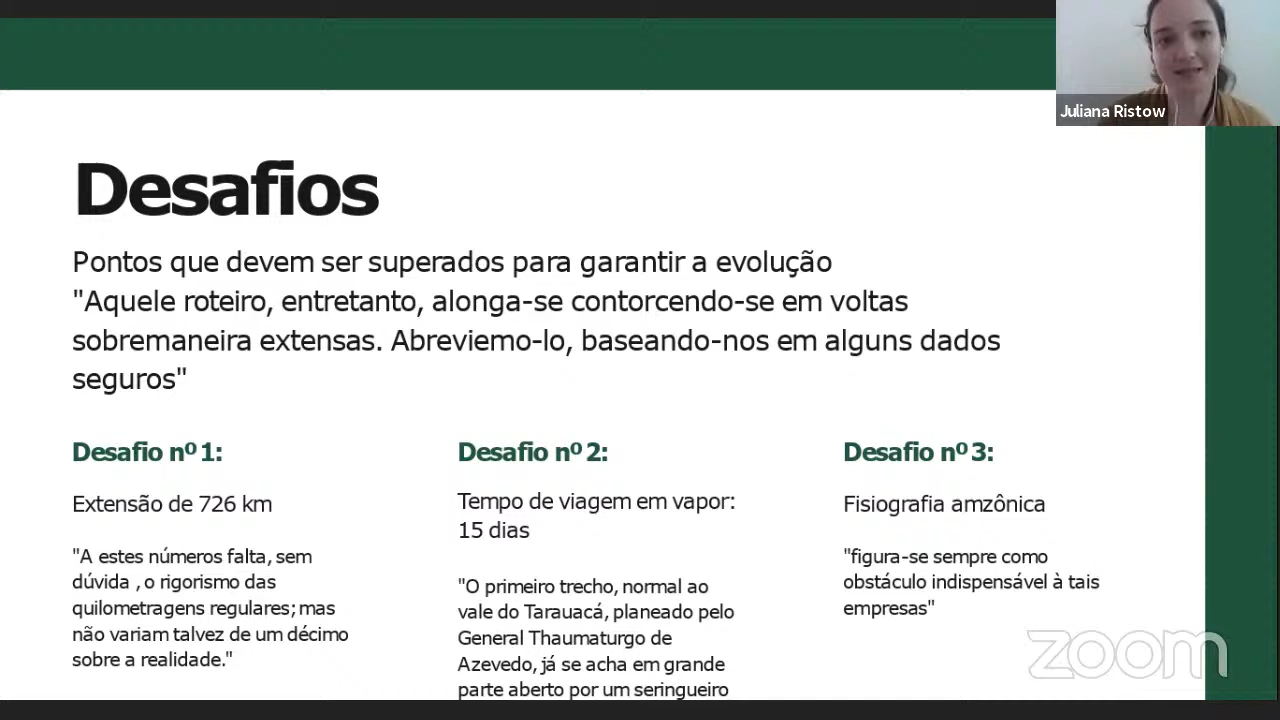 Juliana Ristow
Desafios
Pontos que devem ser superados para garantir a evolução
"Aquele roteiro, entretanto, alonga-se contorcendo-se em voltas
sobremaneira extensas. Abreviemo-lo, baseando-nos em alguns dados
seguros"
Desafio nº 1:
Extensão de 726 km
"A estes números falta, sem
dúvida , o rigorismo das
quilometragens regulares; mas
não variam talvez de um décimo
sobre a realidade."
Desafio nº 2:
Tempo de viagem em vapor:
15 dias
"O primeiro trecho, normal ao
vale do Tarauacá, planeado pelo
General Thaumaturgo de
Azevedo, já se acha em grande
parte aberto por um seringueiro
Desafio nº 3:
Fisiografia amzônica
"figura-se sempre como
obstáculo indispensável à tais
empresas"
zoom